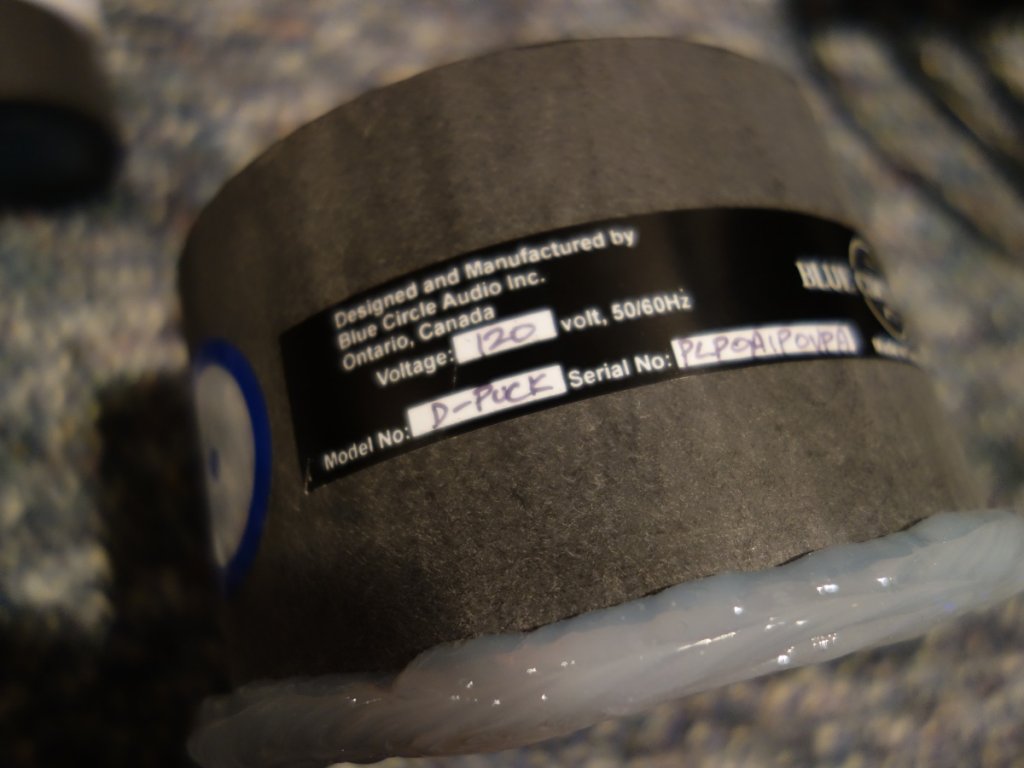 Designed and Manufactured by
Blue Circle Audio Inc.
Ontario, Canada
Voltage: 120 volt, 50/60Hz
Model No: D-PUCK Serial No:
BLUE